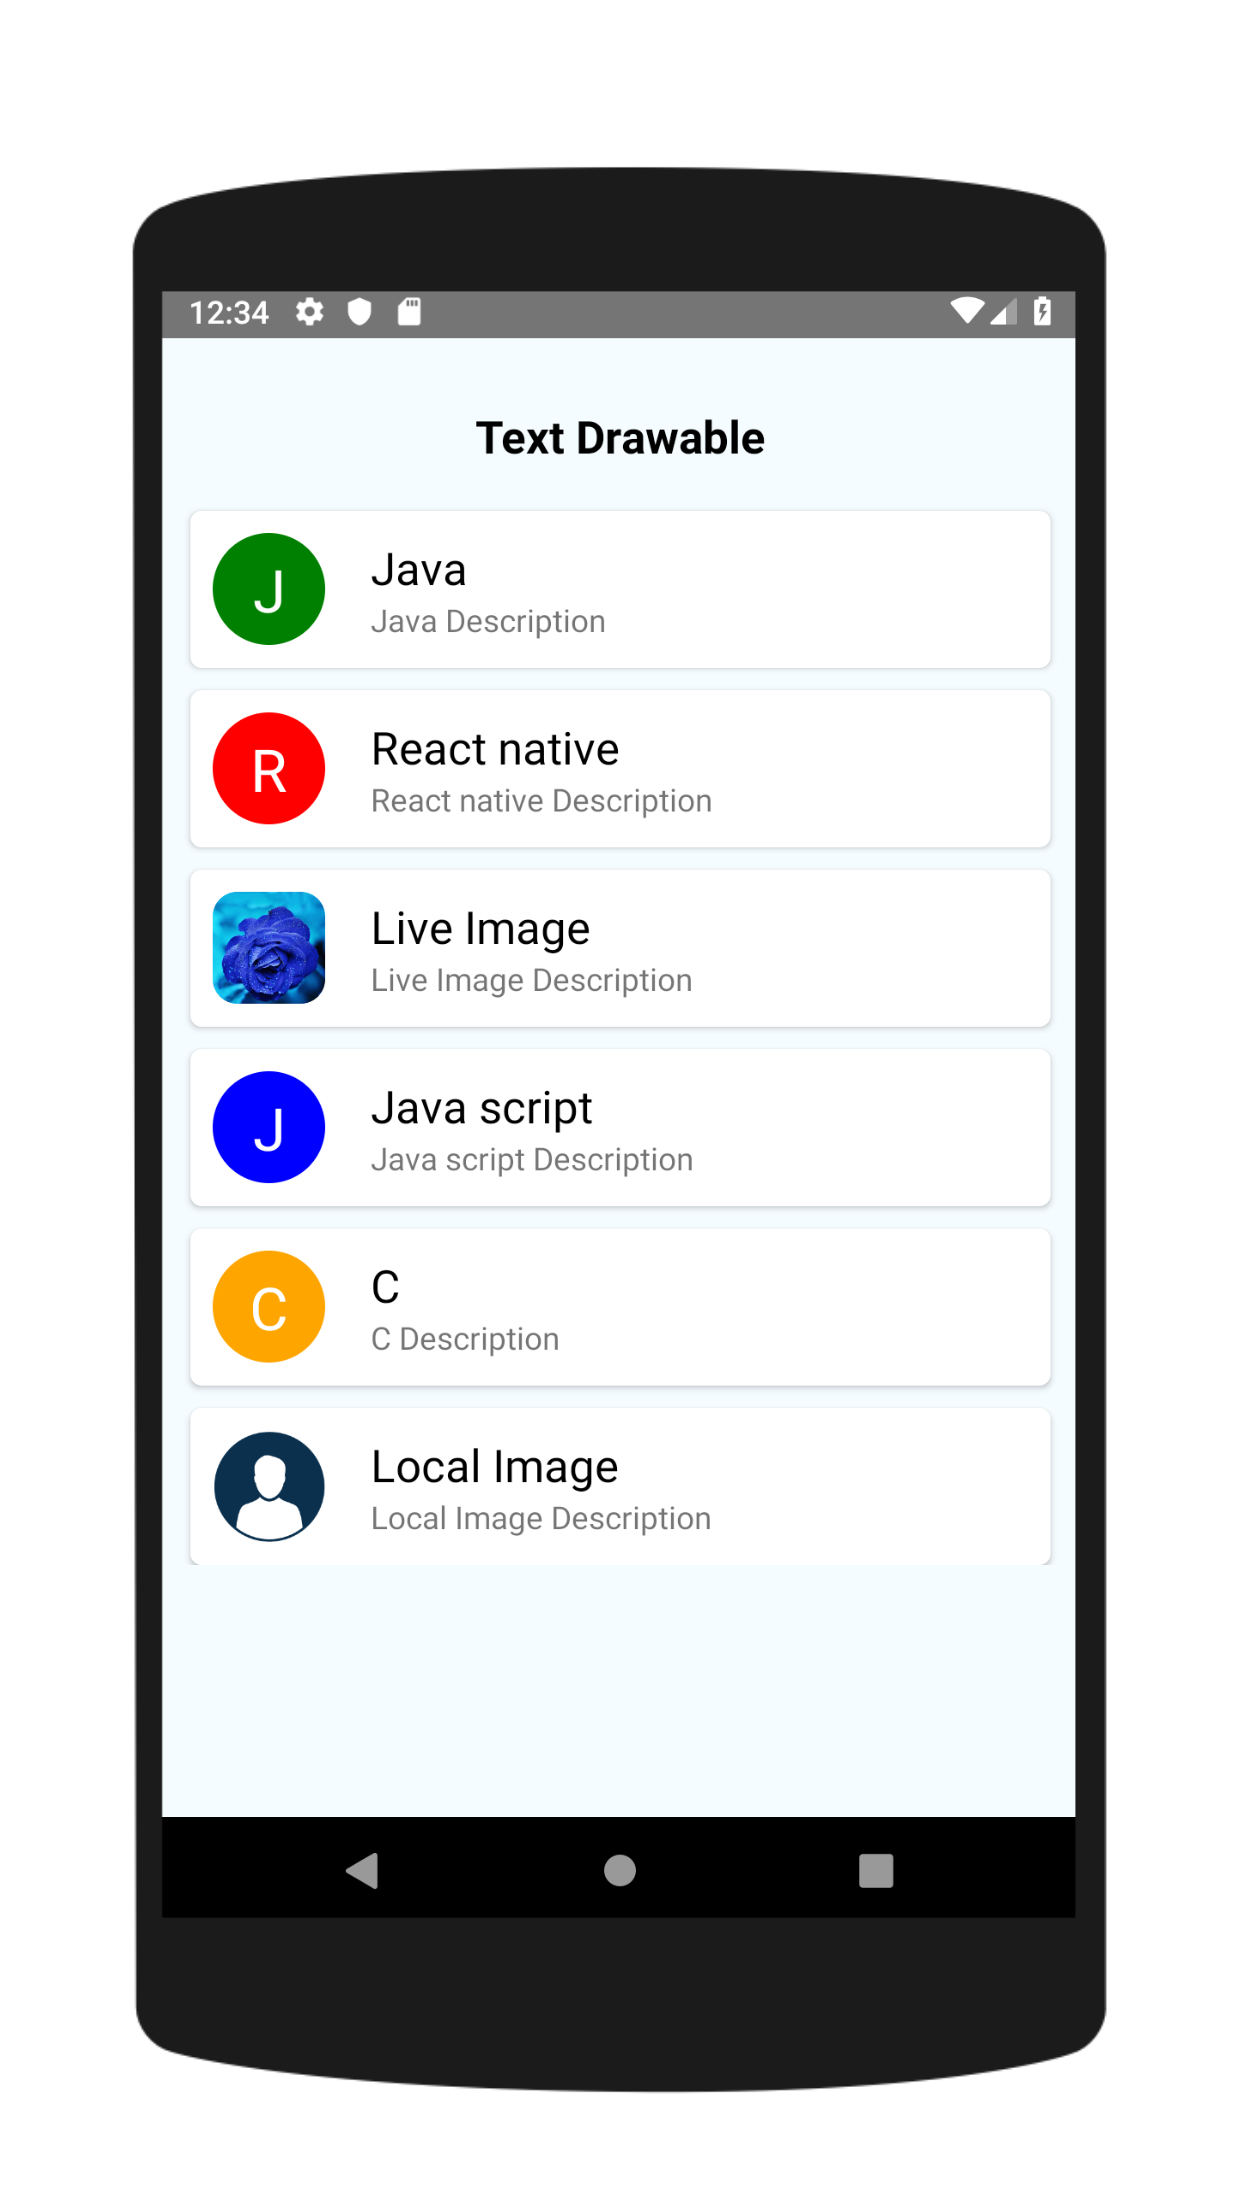 12:34
Text Drawable
J
Java
Java Description
R
React native
React native Description
Live Image
Live Image Description
J
Java script
Java script Description
C
C
C Description
Local Image
Local Image Description